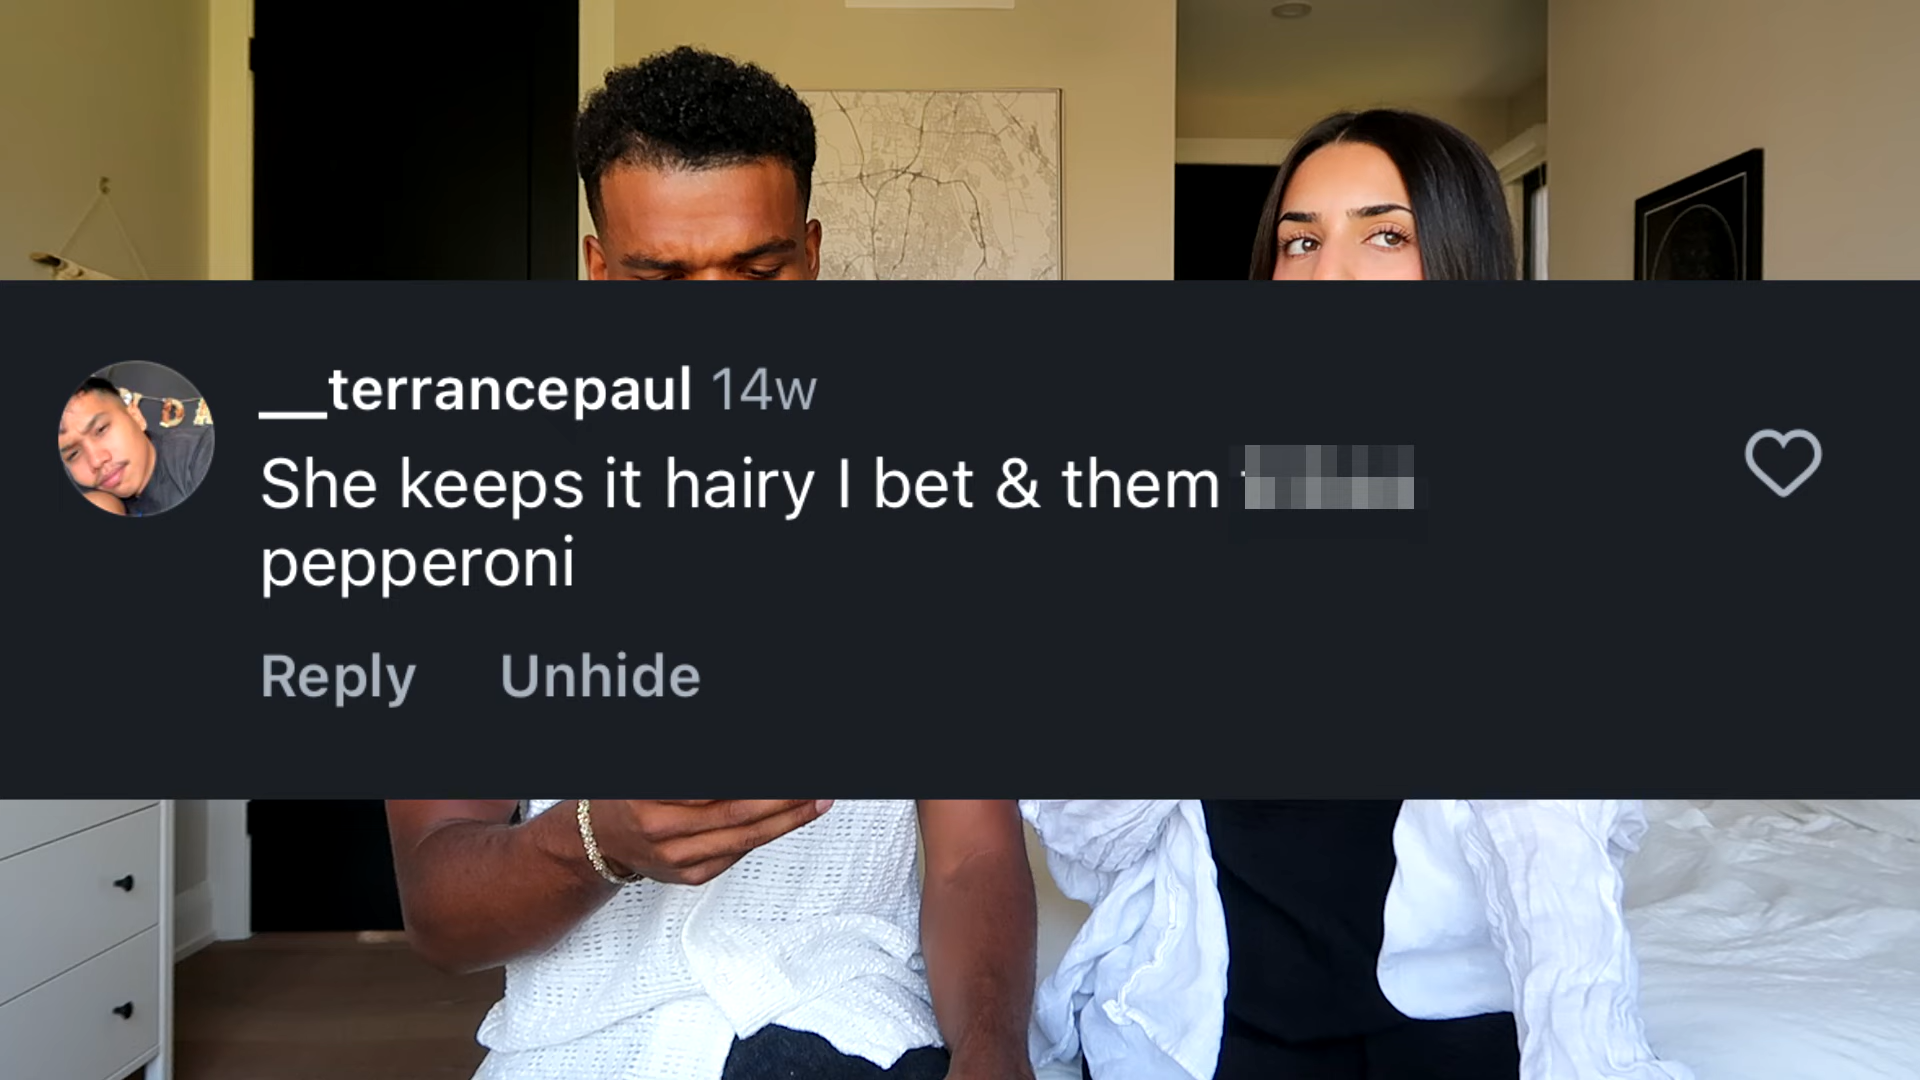 __terrancepaul 14w
She keeps it hairy I bet & them
pepperoni
Reply Unhide